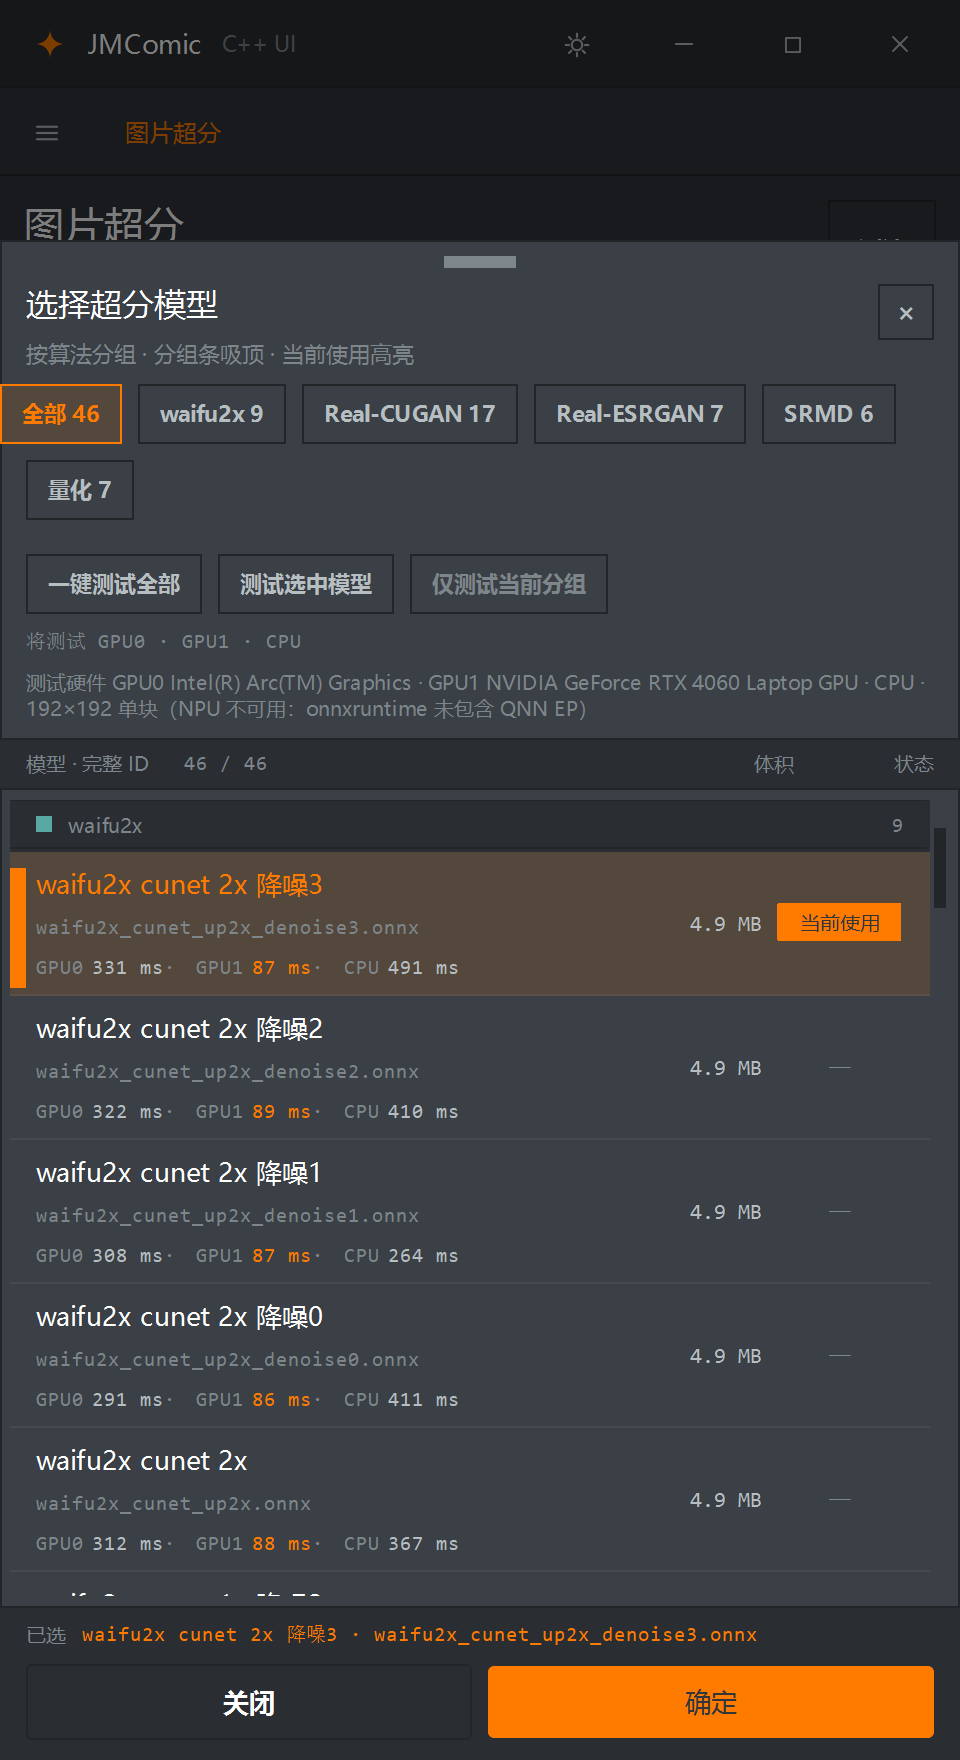 JMComic C++ UI
图片超分
图片超分
选择超分模型
×
按算法分组 · 分组条吸顶 · 当前使用高亮
全部 46
waifu2x 9
Real-CUGAN 17
Real-ESRGAN 7
SRMD 6
量化 7
一键测试全部
测试选中模型
仅测试当前分组
将测试 GPU0 · GPU1 · CPU
测试硬件 GPU0 Intel(R) Arc(TM) Graphics · GPU1 NVIDIA GeForce RTX 4060 Laptop GPU · CPU ·
192×192 单块（NPU 不可用：onnxruntime 未包含 QNN EP）
模型 · 完整 ID 46 / 46 体积 状态
waifu2x 9
waifu2x cunet 2x 降噪3
waifu2x_cunet_up2x_denoise3.onnx 4.9 MB 当前使用
GPU0 331 ms · GPU1 87 ms · CPU 491 ms
waifu2x cunet 2x 降噪2
waifu2x_cunet_up2x_denoise2.onnx 4.9 MB —
GPU0 322 ms · GPU1 89 ms · CPU 410 ms
waifu2x cunet 2x 降噪1
waifu2x_cunet_up2x_denoise1.onnx 4.9 MB —
GPU0 308 ms · GPU1 87 ms · CPU 264 ms
waifu2x cunet 2x 降噪0
waifu2x_cunet_up2x_denoise0.onnx 4.9 MB —
GPU0 291 ms · GPU1 86 ms · CPU 411 ms
waifu2x cunet 2x
waifu2x_cunet_up2x.onnx 4.9 MB —
GPU0 312 ms · GPU1 88 ms · CPU 367 ms
已选 waifu2x cunet 2x 降噪3 · waifu2x_cunet_up2x_denoise3.onnx
关闭
确定